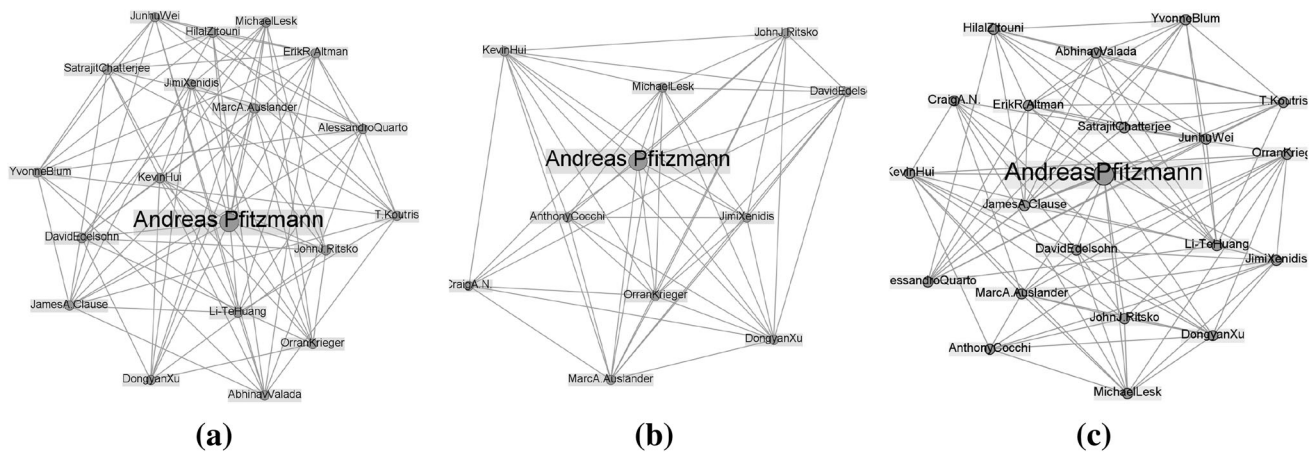 JunhuWei
MichaelLesk
HilalZitouni
ErikR.Altman
SatrajitChatterjee
JimiXenidis
MarcA.Auslander
AlessandroQuarto
YvonneBlum
KevinHui
T.Koutris
Andreas Pfitzmann
DavidEdelsohn
JohnJ.Ritsko
JamesA.Clause
Li-TeHuang
OrranKrieger
DongyanXu
AbhinavValada
(a)
JohnJ.Ritsko
KevinHui
MichaelLesk
DavidEdels
Andreas Pfitzmann
AnthonyCocchi
JimiXenidis
CraigA.N.
OrranKrieger
DongyanXu
MarcA.Auslander
(b)
YvonneBlum
HilalZitouni
AbhinavValada
CraigA.N.
ErikR.Altman
T.Koutris
SatrajitChatterjee
JunhuWei
OrranKrieg
KevinHui
AndreasPfitzmann
JamesA.Clause
Li-TeHuang
DavidEdelsohn
JimiXenidis
essandroQuarto
MarcA.Auslander
JohnJ.Ritsko
DongyanXu
AnthonyCocchi
MichaelLesk
(c)